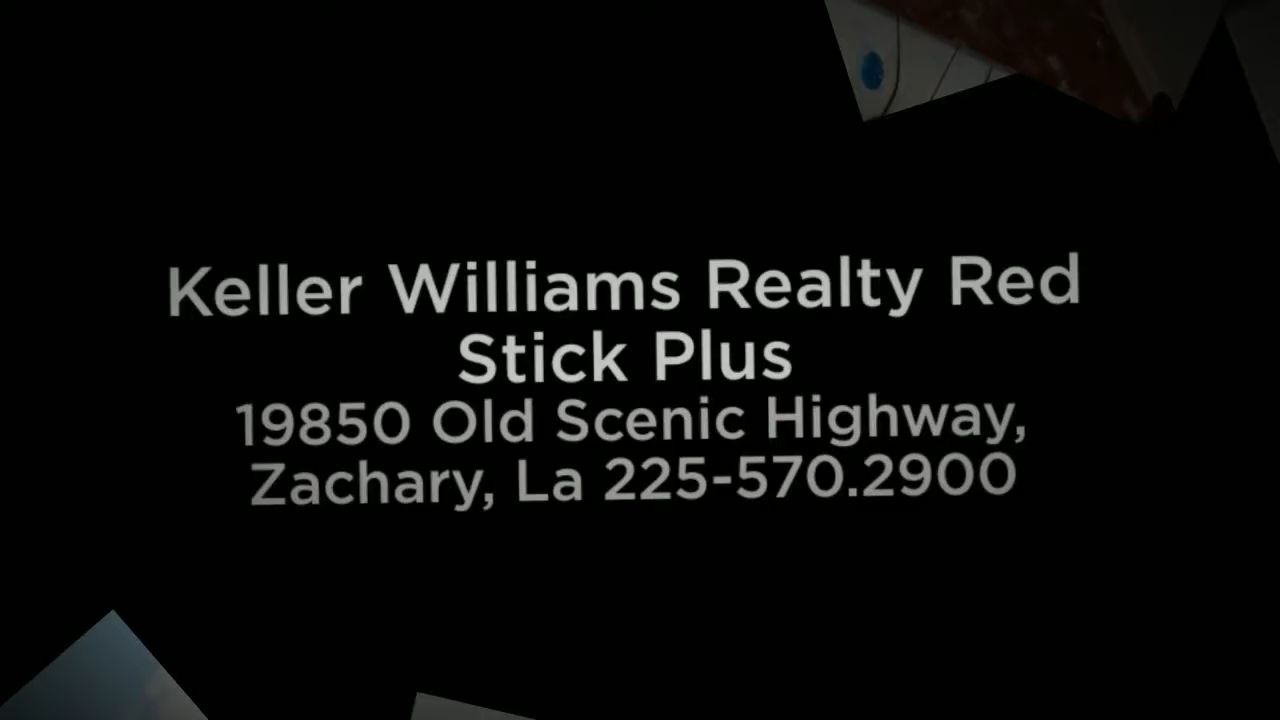 Keller Williams Realty Red
Stick Plus
19850 Old Scenic Highway,
Zachary, La 225-570.2900